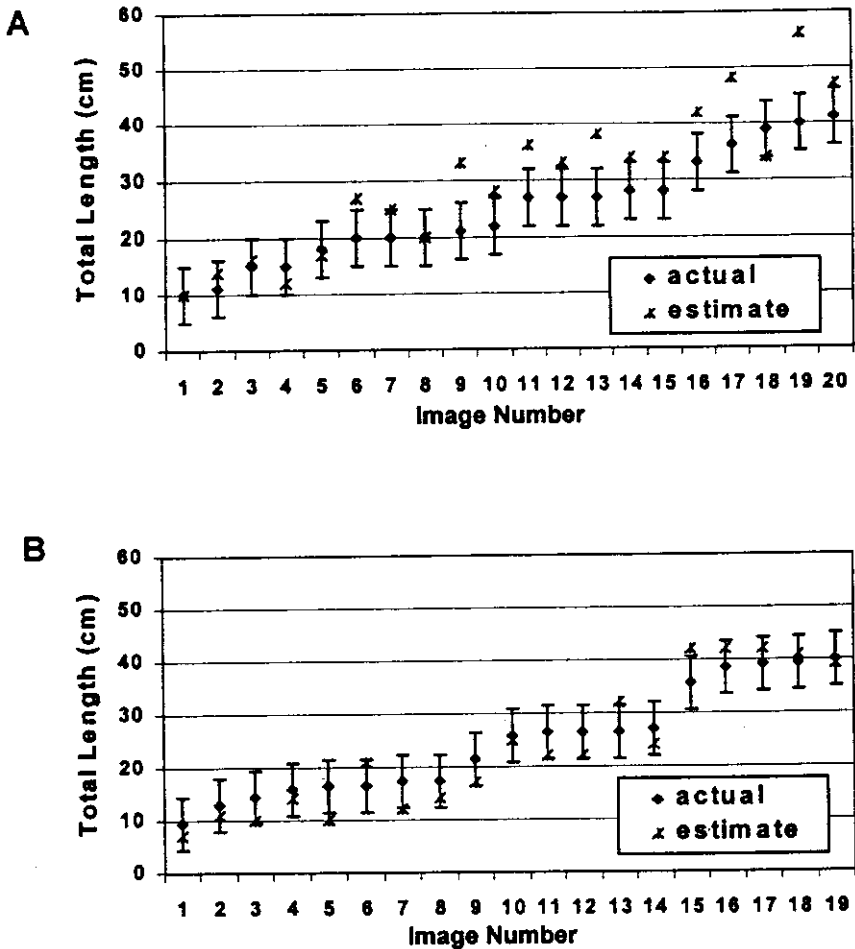 A
Total Length (cm)
60
50
40
30
20
10
0
actual
estimate
1 2 3 4 5 6 7 8 9 10 11 12 13 14 15 16 17 18 19 20
Image Number
B
Total Length (cm)
60
50
40
30
20
10
0
actual
estimate
1 2 3 4 5 6 7 8 9 10 11 12 13 14 15 16 17 18 19
Image Number